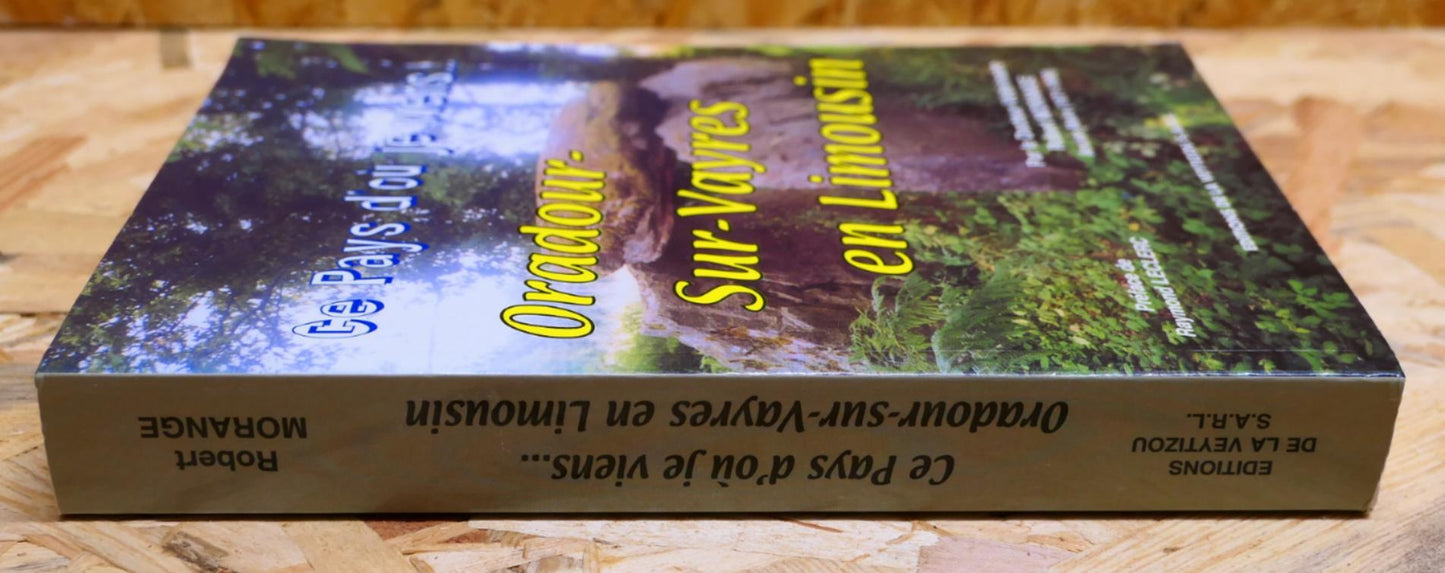 Ce Pays d'où je viens...
Oradour-
Sur-Vayres
en Limousin
Préface de
Raymond LECLERC
Robert
MORANGE
Ce Pays d'où je viens...
Oradour-sur-Vayres en Limousin
EDITIONS
DE LA VEYTIZOU
S.A.R.L.